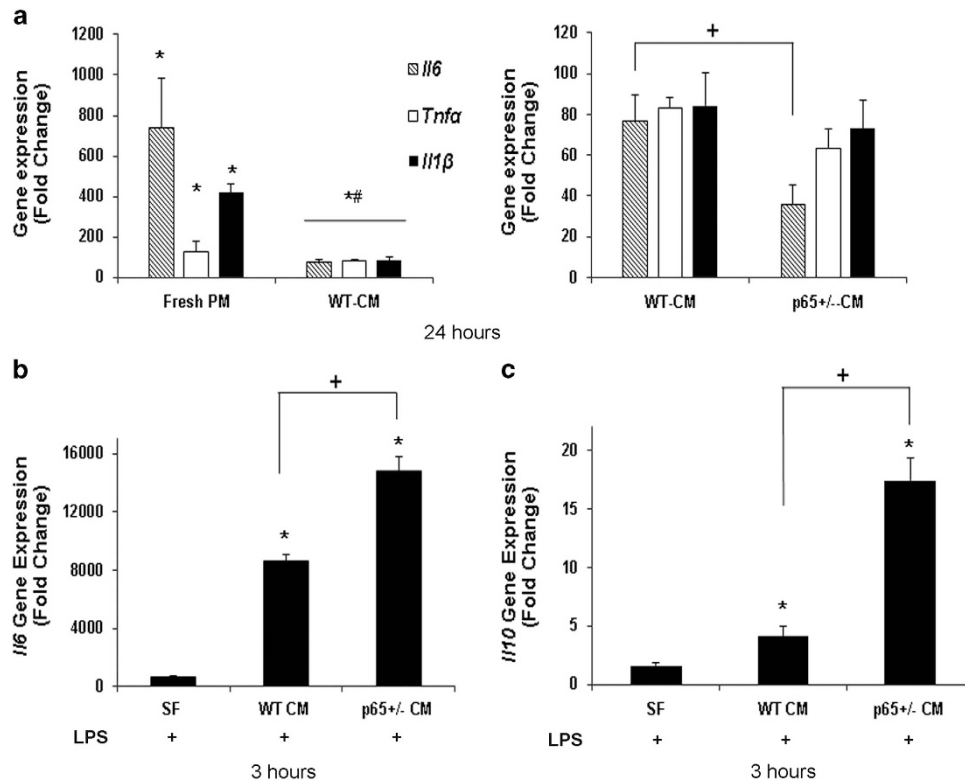 a
Gene expression
(Fold Change)
1200
1000
800
600
400
200
0
*
*
*
*#
Il6
Tnfα
Il1β
Fresh PM
WT-CM
Gene expression
(Fold Change)
120
100
80
60
40
20
0
+
WT-CM
p65+/--CM
24 hours
b
Il6 Gene Expression
(Fold Change)
16000
12000
8000
4000
0
+
*
*
SF
WT CM
p65+/- CM
LPS
+
+
+
3 hours
c
Il10 Gene Expression
(Fold Change)
20
15
10
5
0
+
*
*
SF
WT CM
p65+/- CM
LPS
+
+
+
3 hours